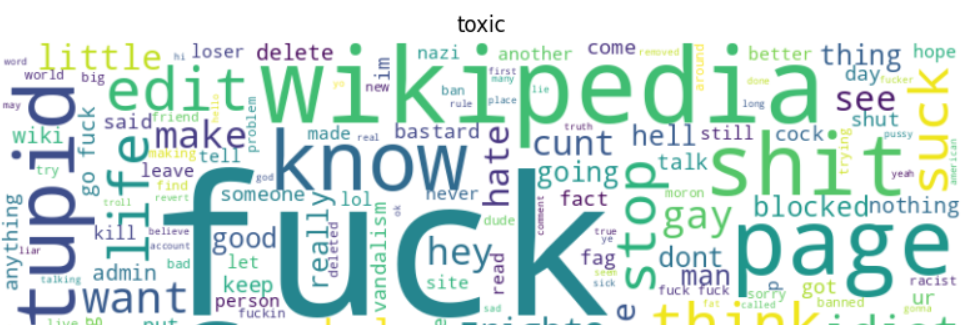 toxic
word
hi
loser
delete
nazi
another
come
removed
around
better
thing
hope
little
world
big
edit
wikipedia
im
new
yo
first
many
ban
rule
place
lie
done
long
day
fucker
see
suck
may
stupid
said
friend
hello
problem
make
made
real
bastard
hate
truth
cunt
hell
still
cock
shut
pussy
trying
yeah
american
wiki
try
go fuck
life
making
tell
know
going
talk
shit
leave
find
god
someone
lol
never
fact
stop
moron
blocked
nothing
anything
troll
revert
fuck
really
deleted
ok
vandalism
dude
comment
gay
page
kill
believe
account
good
hey
read
true
ye
fag
dont
man
liar
talking
admin
bad
let
keep
site
seem
sick
fuck fuck
p
got
racist
want
person
fuckin
sad
sorry
fat
called
banned
ur
live
put
think
idiot
e